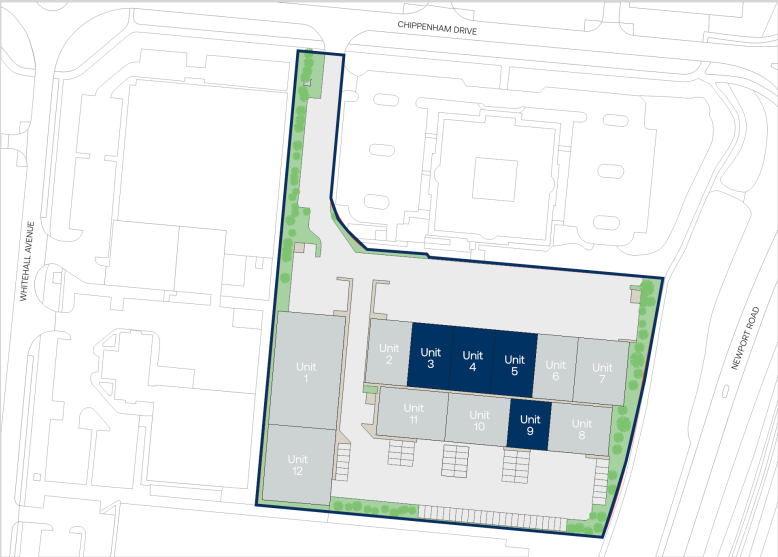 CHIPPENHAM DRIVE
WHITEHALL AVENUE
NEWPORT ROAD
Unit
1
Unit
2
Unit
3
Unit
4
Unit
5
Unit
6
Unit
7
Unit
11
Unit
10
Unit
9
Unit
8
Unit
12